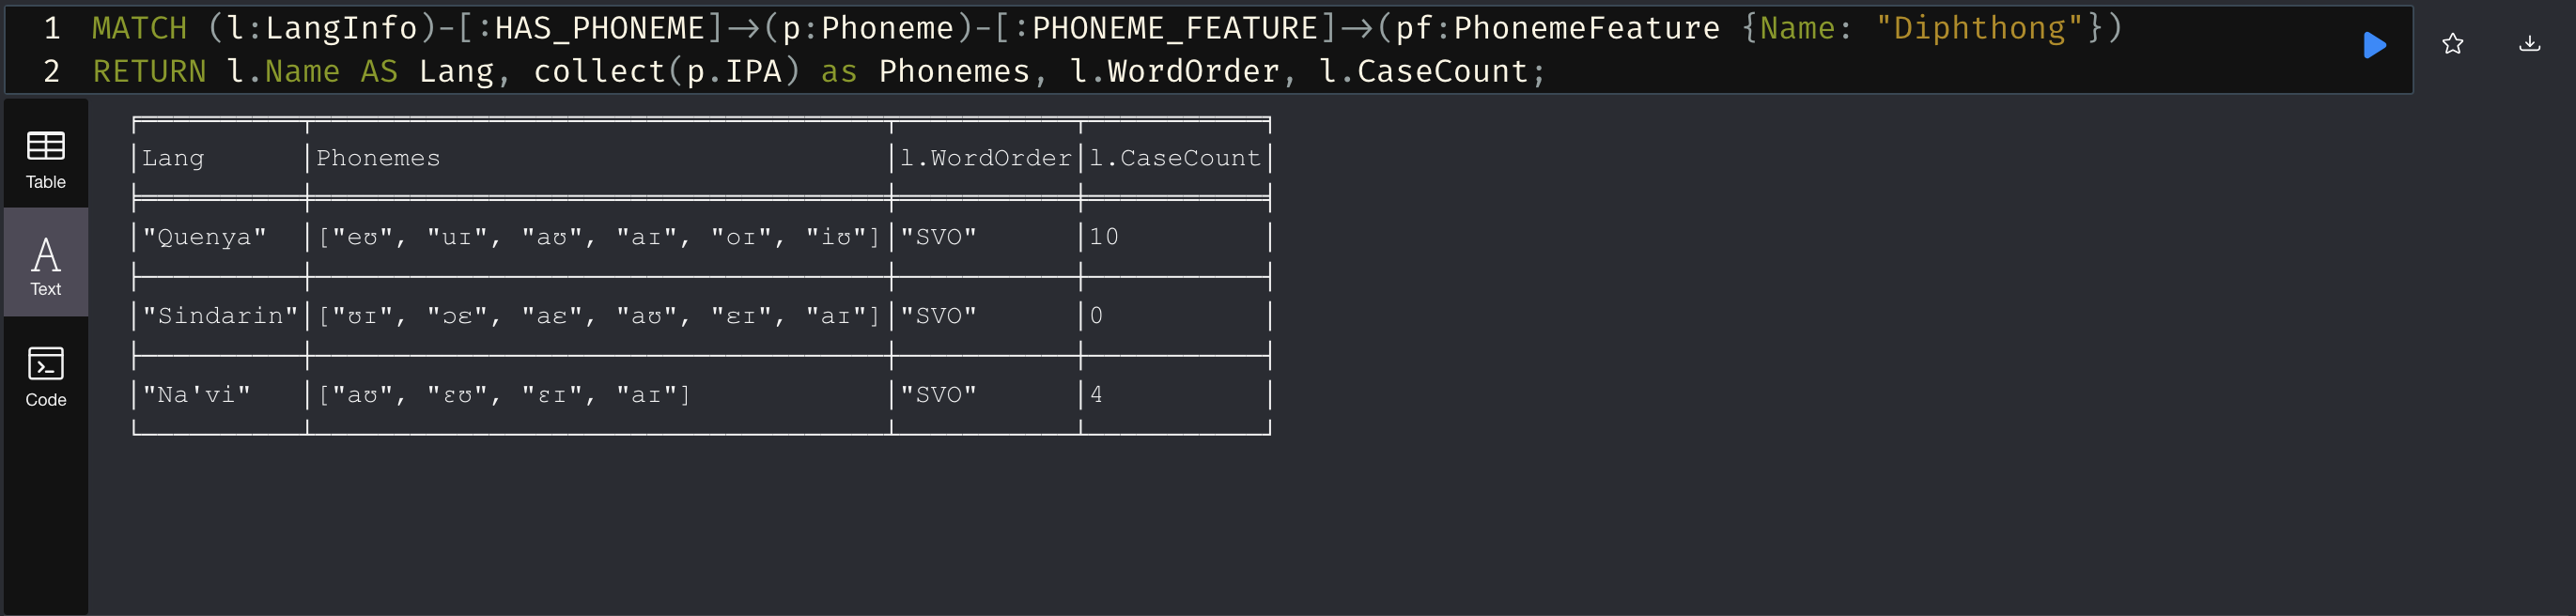 1 MATCH (l:LangInfo)-[:HAS_PHONEME]->(p:Phoneme)-[:PHONEME_FEATURE]->(pf:PhonemeFeature {Name: "Diphthong"})
2 RETURN l.Name AS Lang, collect(p.IPA) as Phonemes, l.WordOrder, l.CaseCount;
Table
Text
Code
Lang Phonemes l.WordOrder l.CaseCount
"Quenya" ["eʊ", "uɪ", "aʊ", "aɪ", "oɪ", "iʊ"] "SVO" 10
"Sindarin" ["ʊɪ", "ɔɛ", "aɛ", "aʊ", "ɛɪ", "aɪ"] "SVO" 0
"Na'vi" ["aʊ", "ɛʊ", "ɛɪ", "aɪ"] "SVO" 4